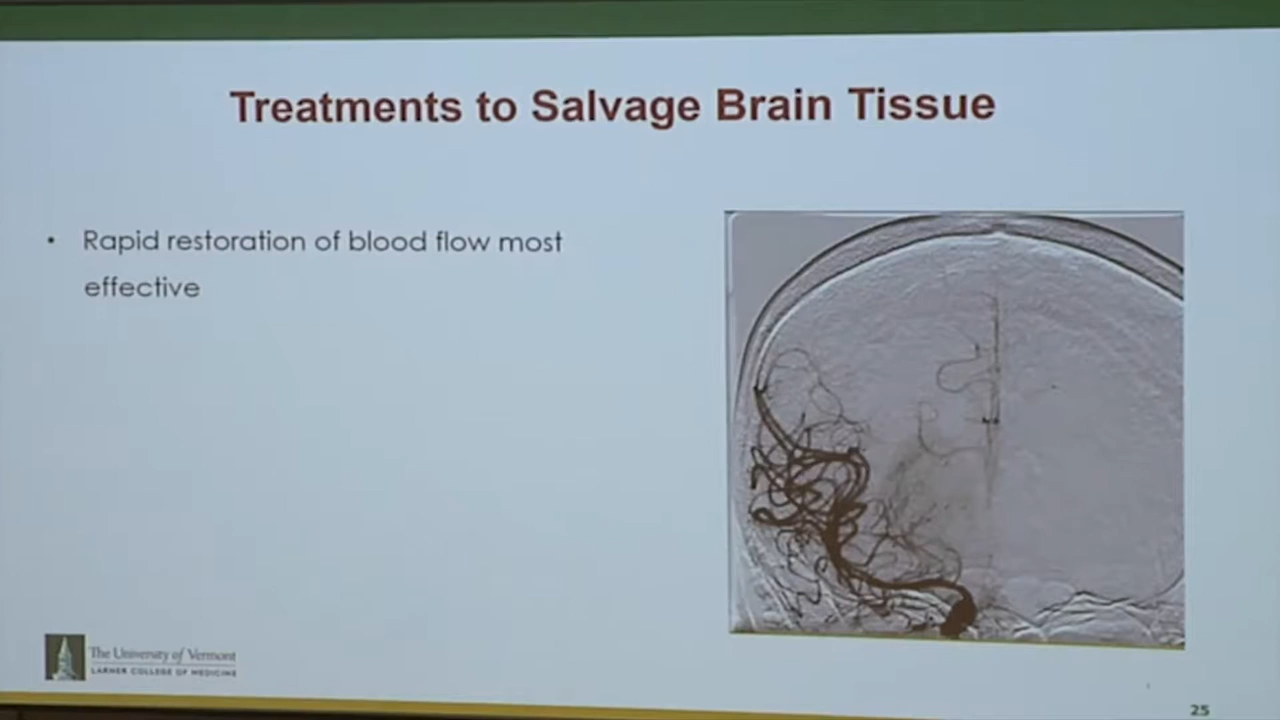 Treatments to Salvage Brain Tissue
• Rapid restoration of blood flow most
effective
The University of Vermont
LARNER COLLEGE OF MEDICINE
25